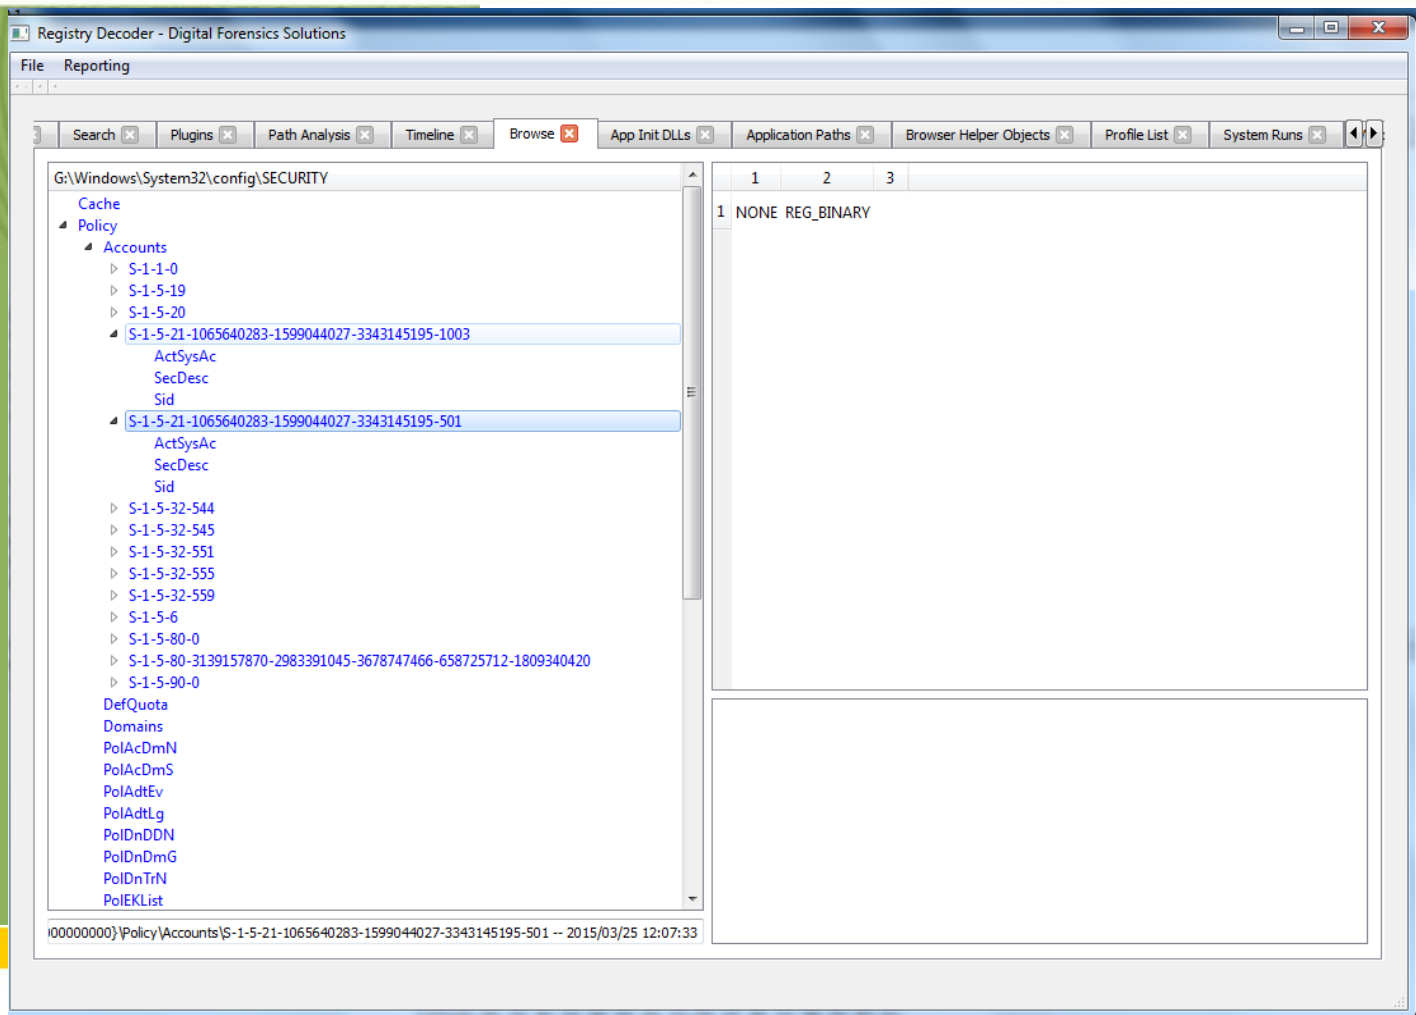 Registry Decoder - Digital Forensics Solutions
File Reporting
Search Plugins Path Analysis Timeline Browse App Init DLLs Application Paths Browser Helper Objects Profile List System Runs
G:\Windows\System32\config\SECURITY
Cache
Policy
Accounts
S-1-1-0
S-1-5-19
S-1-5-20
S-1-5-21-1065640283-1599044027-3343145195-1003
ActSysAc
SecDesc
Sid
S-1-5-21-1065640283-1599044027-3343145195-501
ActSysAc
SecDesc
Sid
S-1-5-32-544
S-1-5-32-545
S-1-5-32-551
S-1-5-32-555
S-1-5-32-559
S-1-5-6
S-1-5-80-0
S-1-5-80-3139157870-2983391045-3678747466-658725712-1809340420
S-1-5-90-0
DefQuota
Domains
PolAcDmN
PolAcDmS
PolAdtEv
PolAdtLg
PolDnDDN
PolDnDmG
PolDnTrN
PolEKList
00000000}\Policy\Accounts\S-1-5-21-1065640283-1599044027-3343145195-501 -- 2015/03/25 12:07:33
1 2 3
1 NONE REG_BINARY